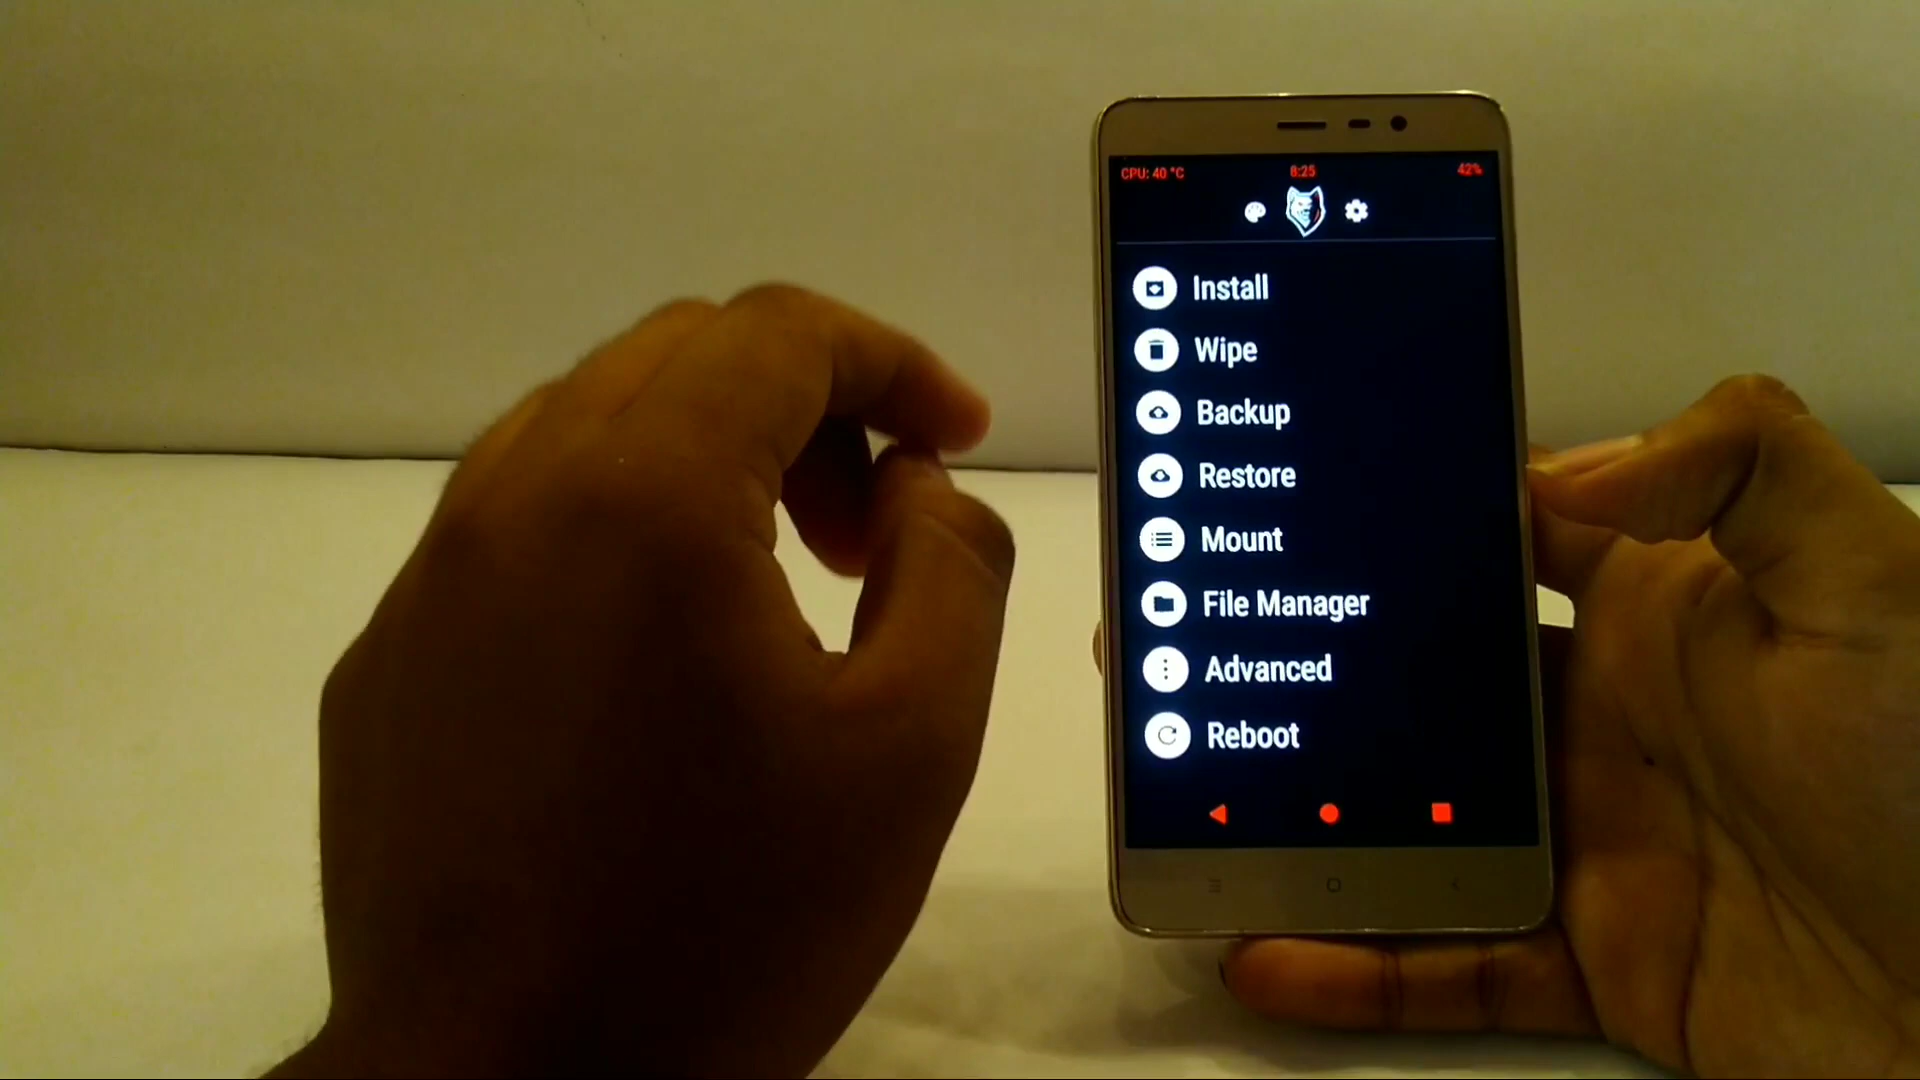 CPU: 40 °C 8:25 42%
Install
Wipe
Backup
Restore
Mount
File Manager
Advanced
Reboot